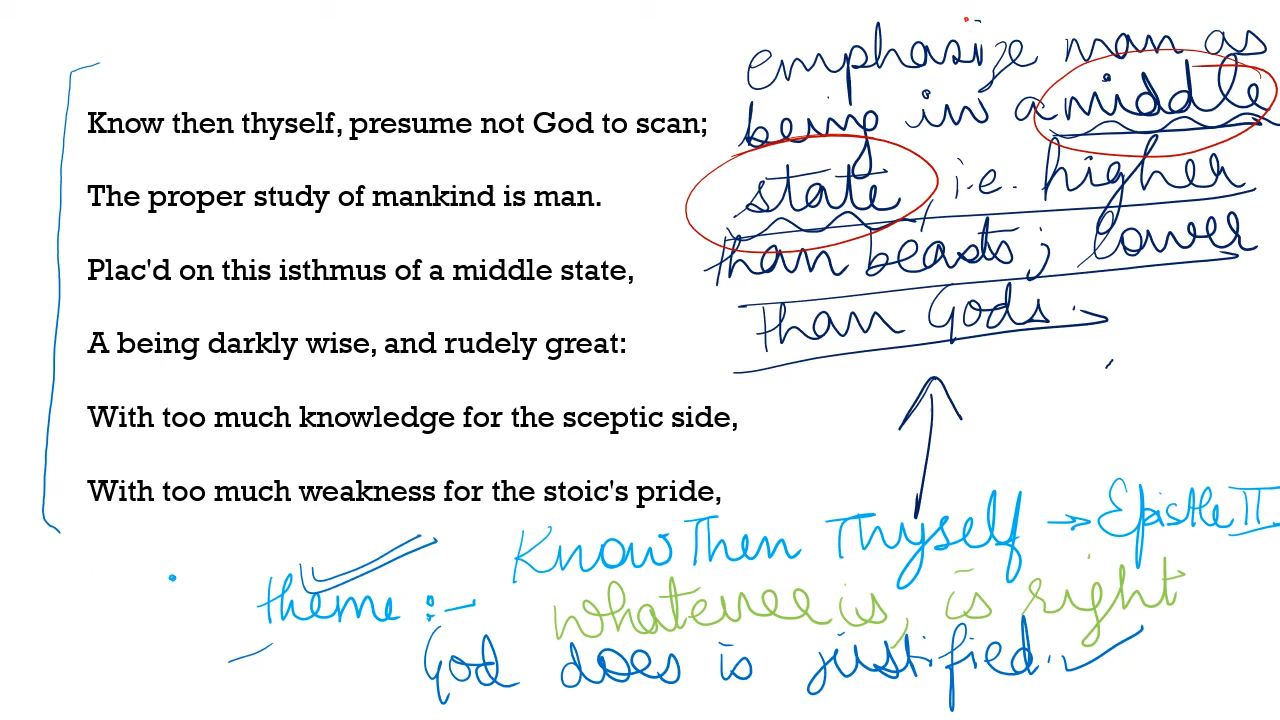 Know then thyself, presume not God to scan;
The proper study of mankind is man.
Plac'd on this isthmus of a middle state,
A being darkly wise, and rudely great:
With too much knowledge for the sceptic side,
With too much weakness for the stoic's pride,
emphasize man as
being in a middle
state, i.e. higher
than beasts; lower
than Gods.
Know Then Thyself → Epistle II
theme :- whatever is, is right
God does is justified.